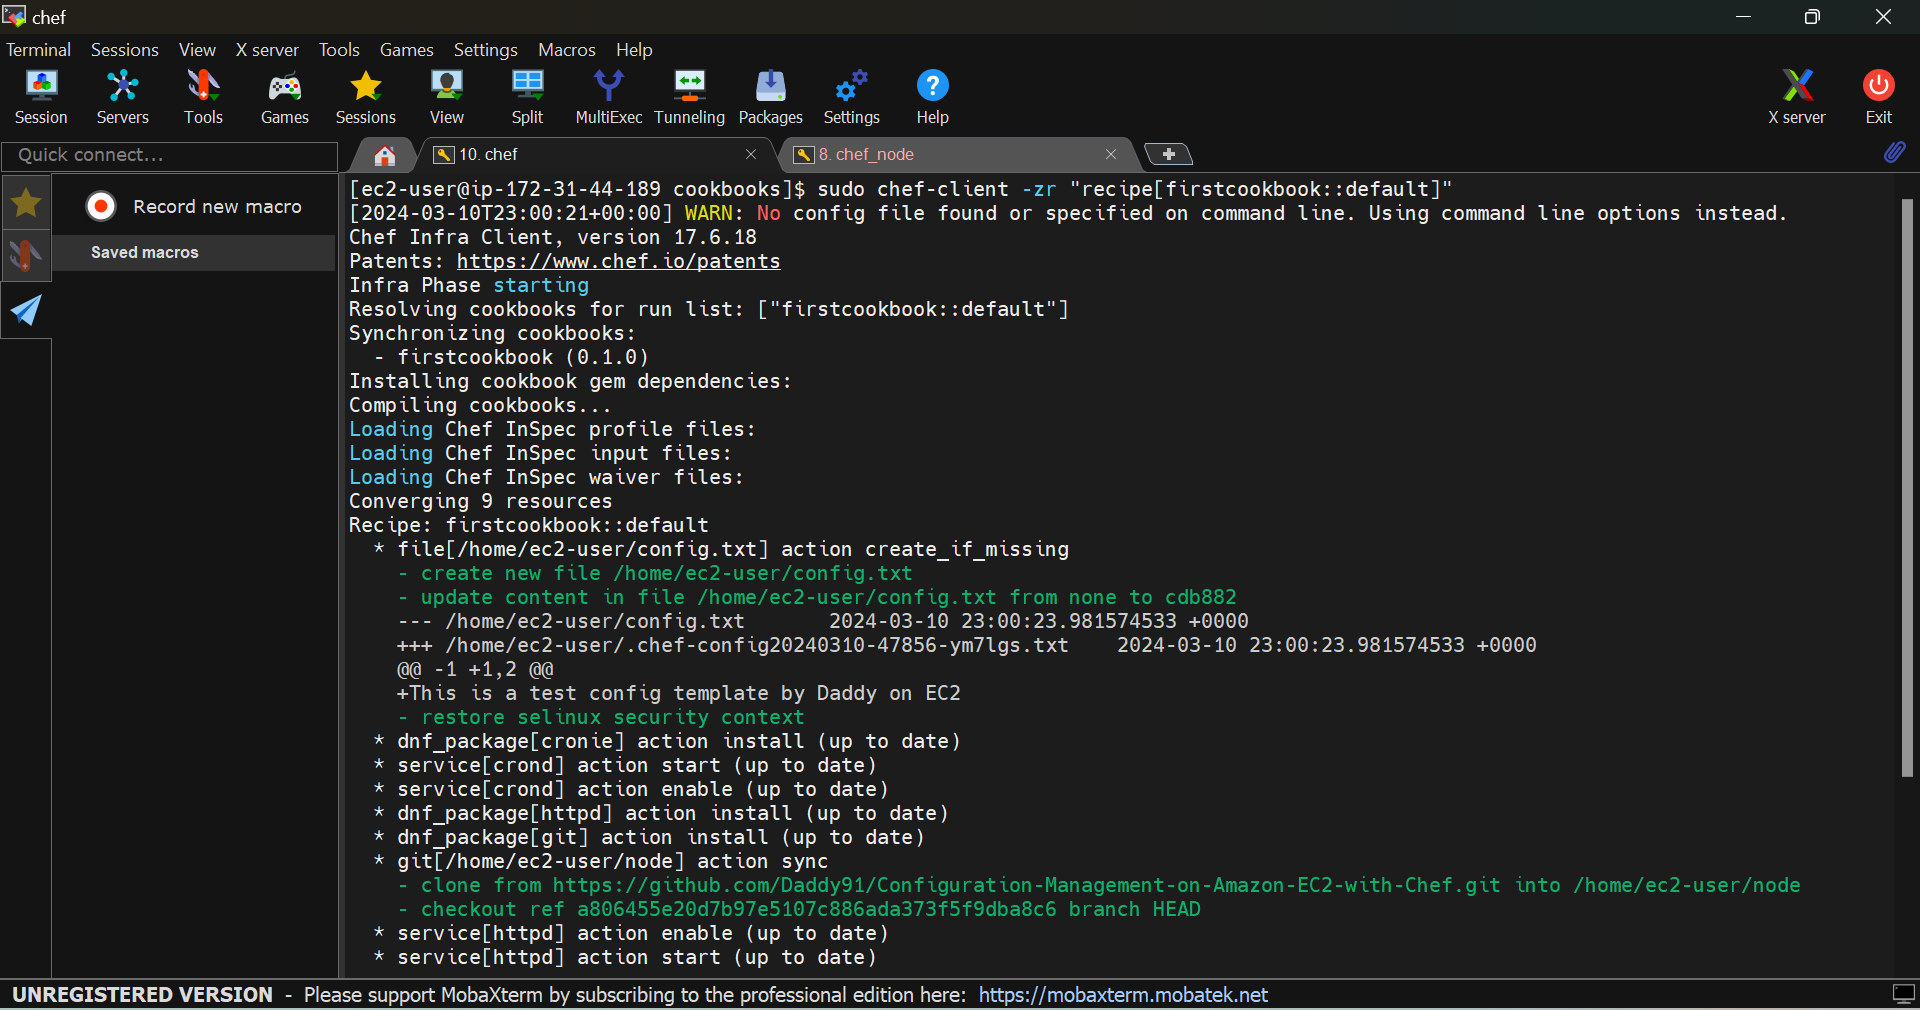 chef
Terminal Sessions View X server Tools Games Settings Macros Help
Session Servers Tools Games Sessions View Split MultiExec Tunneling Packages Settings Help X server Exit
Quick connect...
10. chef
8. chef_node
Record new macro
Saved macros
[ec2-user@ip-172-31-44-189 cookbooks]$ sudo chef-client -zr "recipe[firstcookbook::default]"
[2024-03-10T23:00:21+00:00] WARN: No config file found or specified on command line. Using command line options instead.
Chef Infra Client, version 17.6.18
Patents: https://www.chef.io/patents
Infra Phase starting
Resolving cookbooks for run list: ["firstcookbook::default"]
Synchronizing cookbooks:
- firstcookbook (0.1.0)
Installing cookbook gem dependencies:
Compiling cookbooks...
Loading Chef InSpec profile files:
Loading Chef InSpec input files:
Loading Chef InSpec waiver files:
Converging 9 resources
Recipe: firstcookbook::default
* file[/home/ec2-user/config.txt] action create_if_missing
- create new file /home/ec2-user/config.txt
- update content in file /home/ec2-user/config.txt from none to cdb882
--- /home/ec2-user/config.txt 2024-03-10 23:00:23.981574533 +0000
+++ /home/ec2-user/.chef-config20240310-47856-ym7lgs.txt 2024-03-10 23:00:23.981574533 +0000
@@ -1 +1,2 @@
+This is a test config template by Daddy on EC2
- restore selinux security context
* dnf_package[cronie] action install (up to date)
* service[crond] action start (up to date)
* service[crond] action enable (up to date)
* dnf_package[httpd] action install (up to date)
* dnf_package[git] action install (up to date)
* git[/home/ec2-user/node] action sync
- clone from https://github.com/Daddy91/Configuration-Management-on-Amazon-EC2-with-Chef.git into /home/ec2-user/node
- checkout ref a806455e20d7b97e5107c886ada373f5f9dba8c6 branch HEAD
* service[httpd] action enable (up to date)
* service[httpd] action start (up to date)
UNREGISTERED VERSION - Please support MobaXterm by subscribing to the professional edition here: https://mobaxterm.mobatek.net